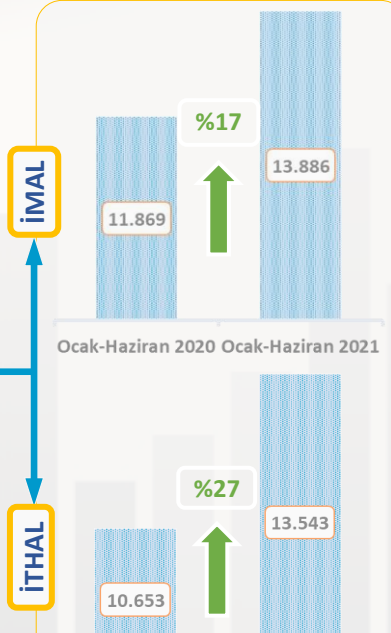 İMAL
%17
11.869
13.886
Ocak-Haziran 2020 Ocak-Haziran 2021
İTHAL
%27
10.653
13.543